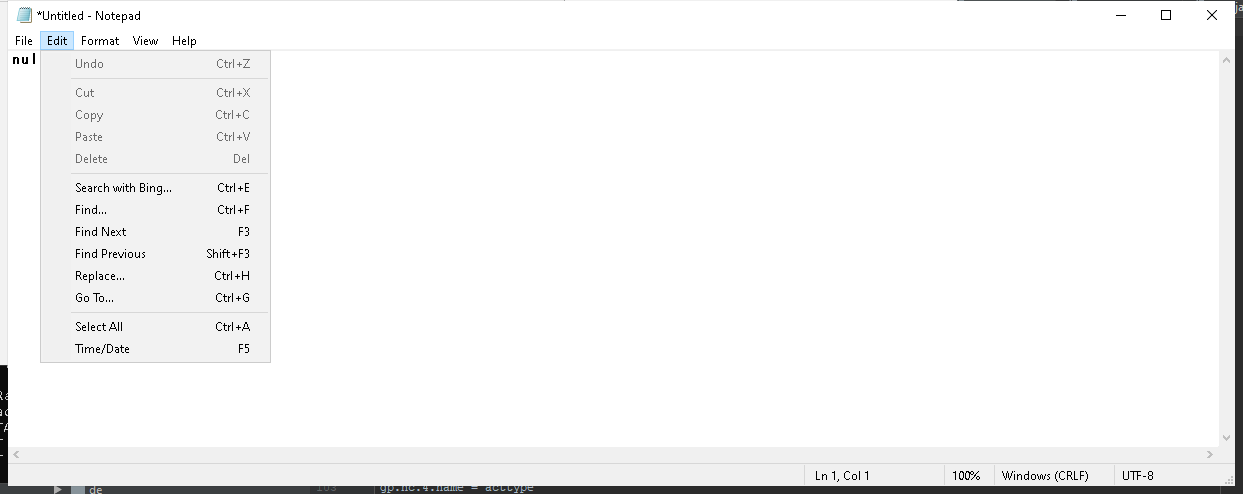 *Untitled - Notepad
File Edit Format View Help
nul
Undo Ctrl+Z
Cut Ctrl+X
Copy Ctrl+C
Paste Ctrl+V
Delete Del
Search with Bing... Ctrl+E
Find... Ctrl+F
Find Next F3
Find Previous Shift+F3
Replace... Ctrl+H
Go To... Ctrl+G
Select All Ctrl+A
Time/Date F5
Ln 1, Col 1 100% Windows (CRLF) UTF-8
de gp.nc.4.name = acttype